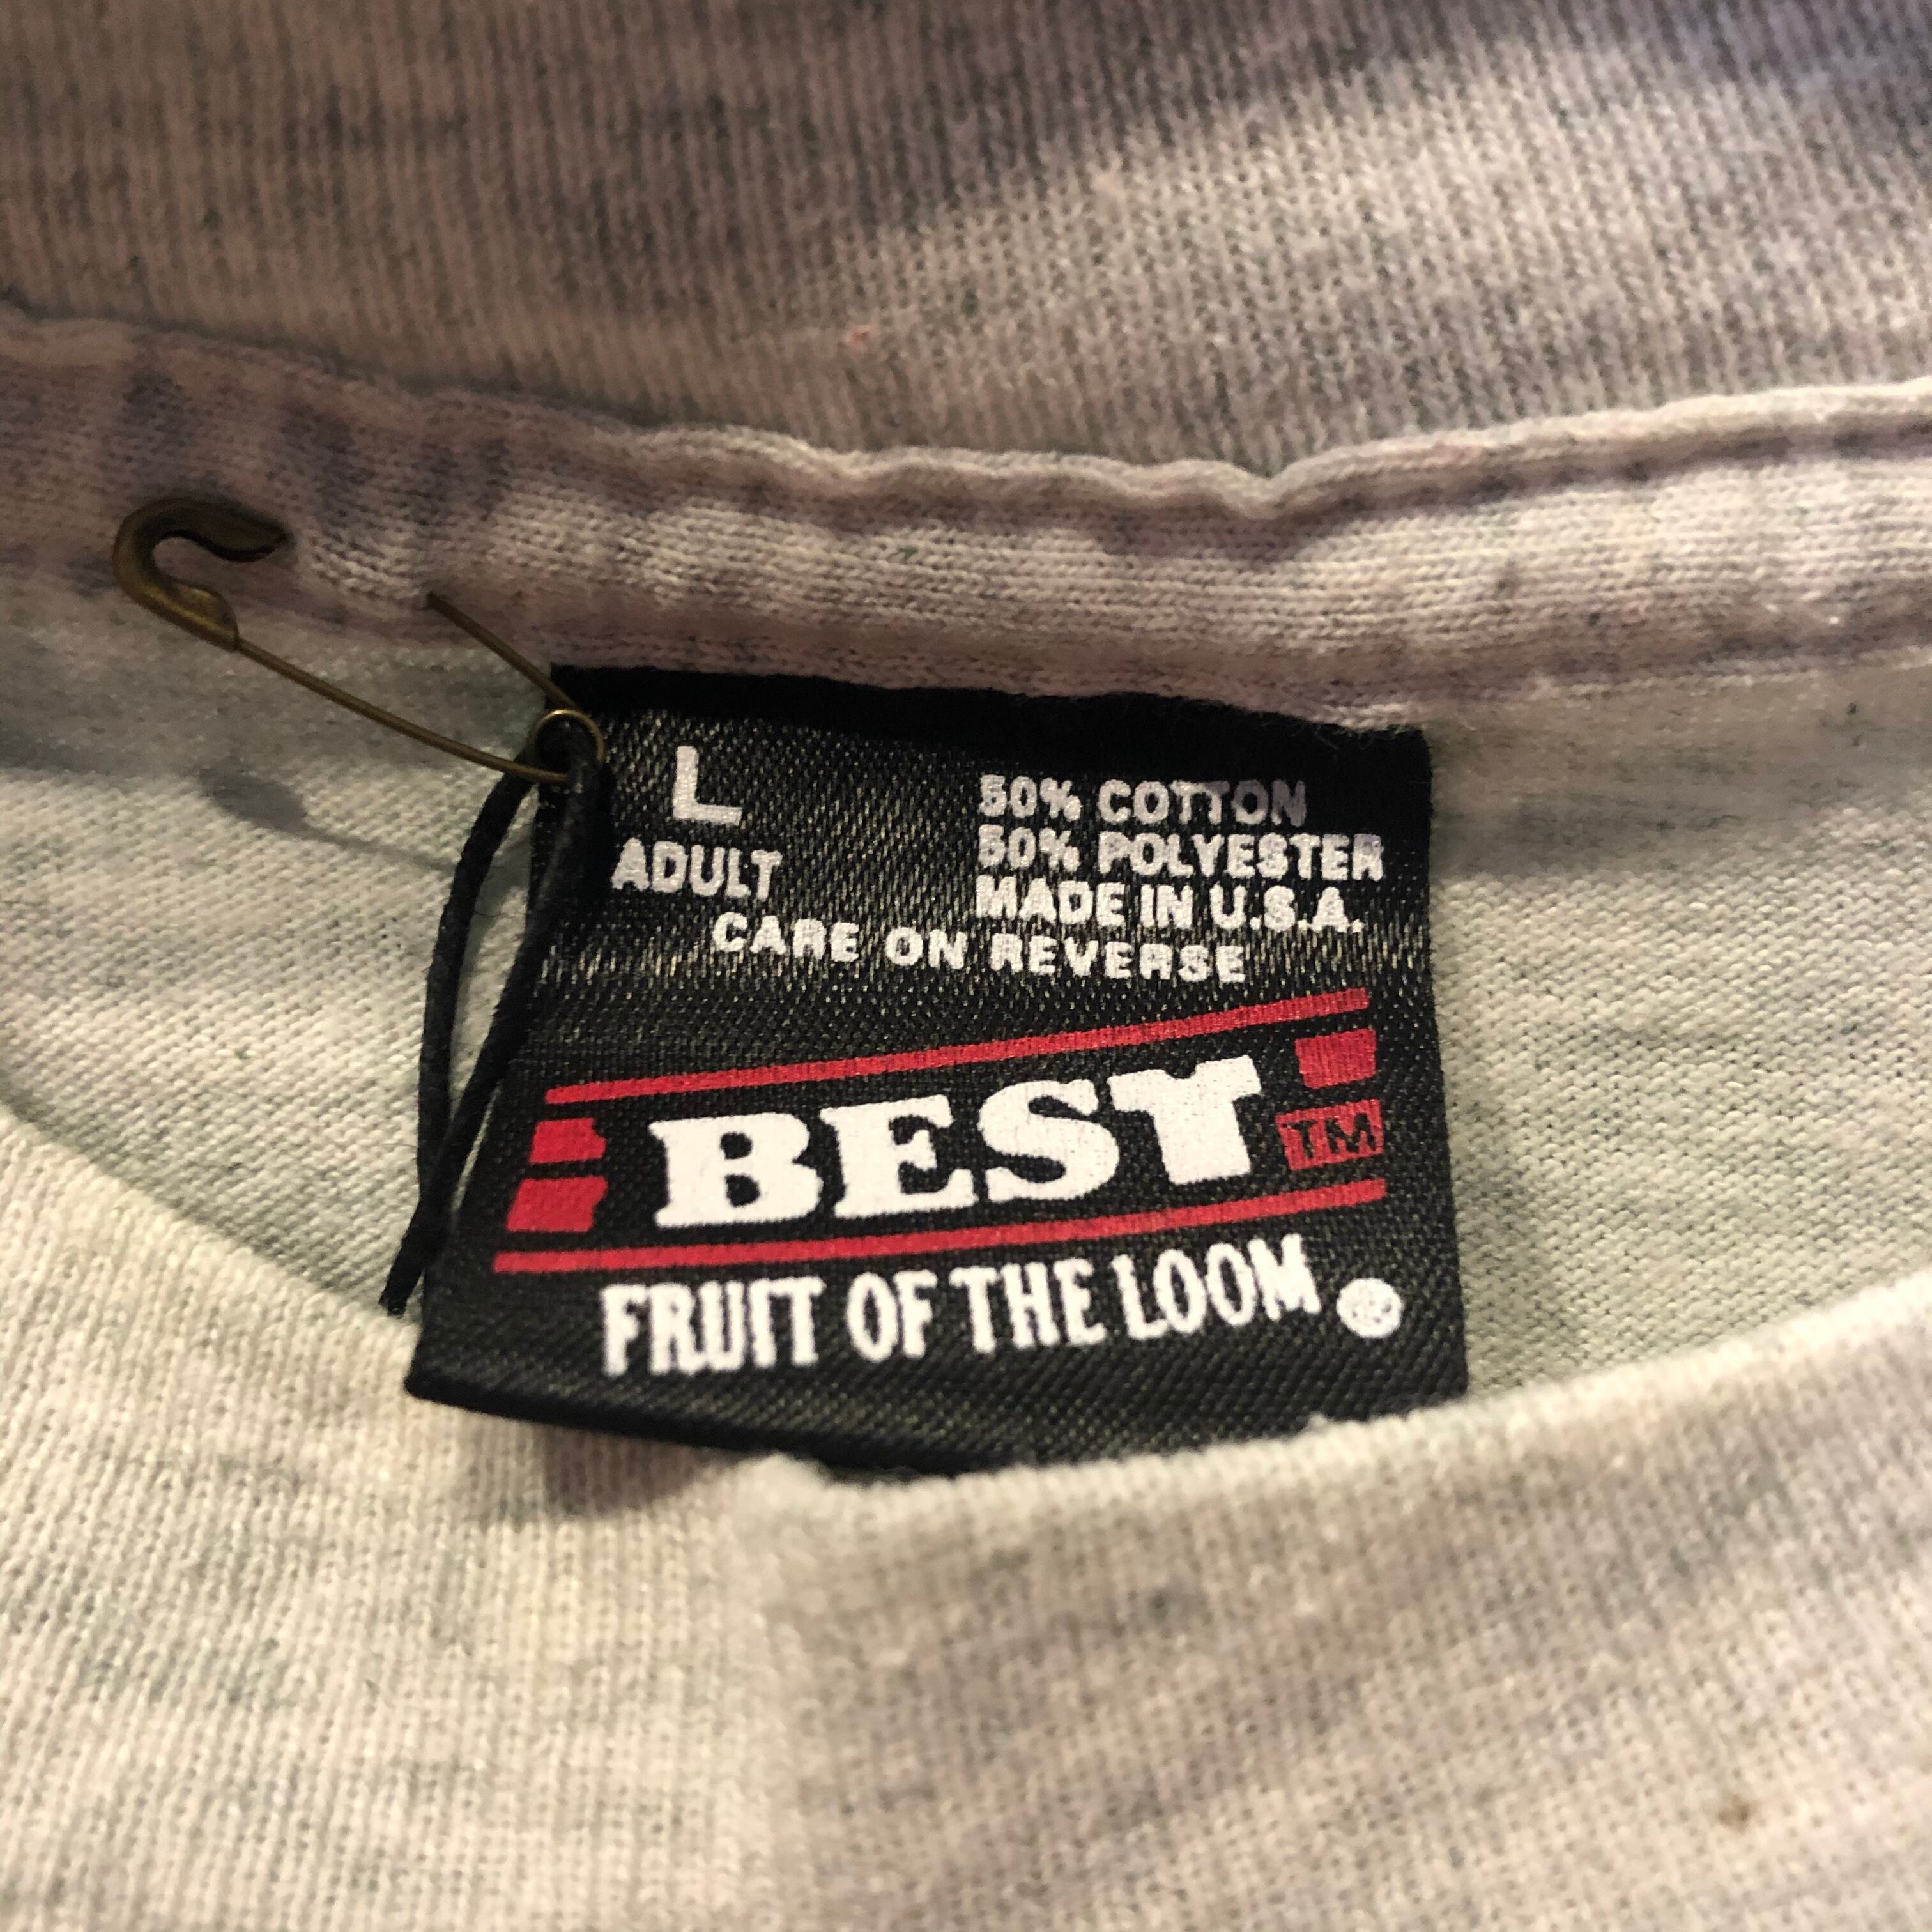 L
ADULT
50% COTTON
50% POLYESTER
MADE IN U.S.A.
CARE ON REVERSE
BEST TM
FRUIT OF THE LOOM ®